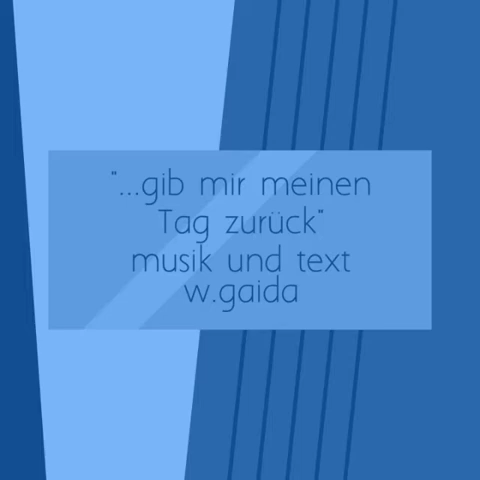 "...gib mir meinen
Tag zurück"
musik und text
w.gaida